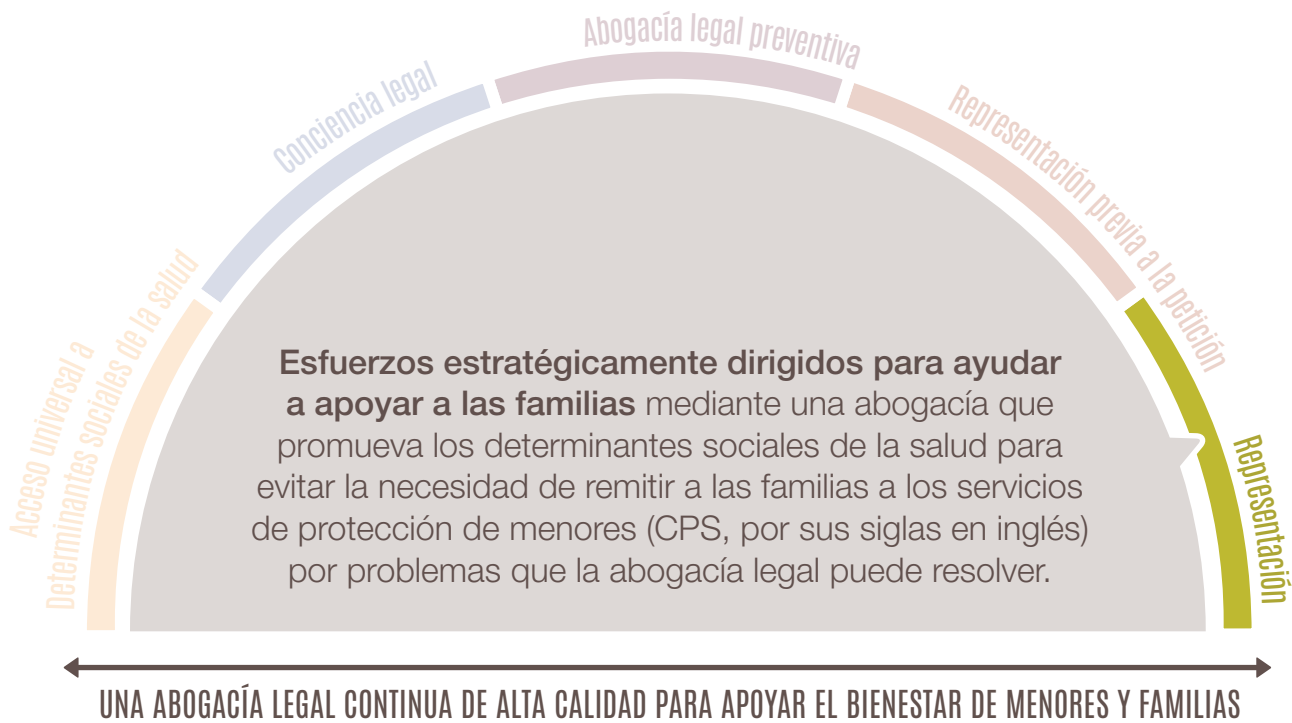 Acceso universal a
Determinantes sociales de la salud
Conciencia legal
Abogacía legal preventiva
Representación previa a la petición
Representación
Esfuerzos estratégicamente dirigidos para ayudar
a apoyar a las familias mediante una abogacía que
promueva los determinantes sociales de la salud para
evitar la necesidad de remitir a las familias a los servicios
de protección de menores (CPS, por sus siglas en inglés)
por problemas que la abogacía legal puede resolver.
UNA ABOGACÍA LEGAL CONTINUA DE ALTA CALIDAD PARA APOYAR EL BIENESTAR DE MENORES Y FAMILIAS